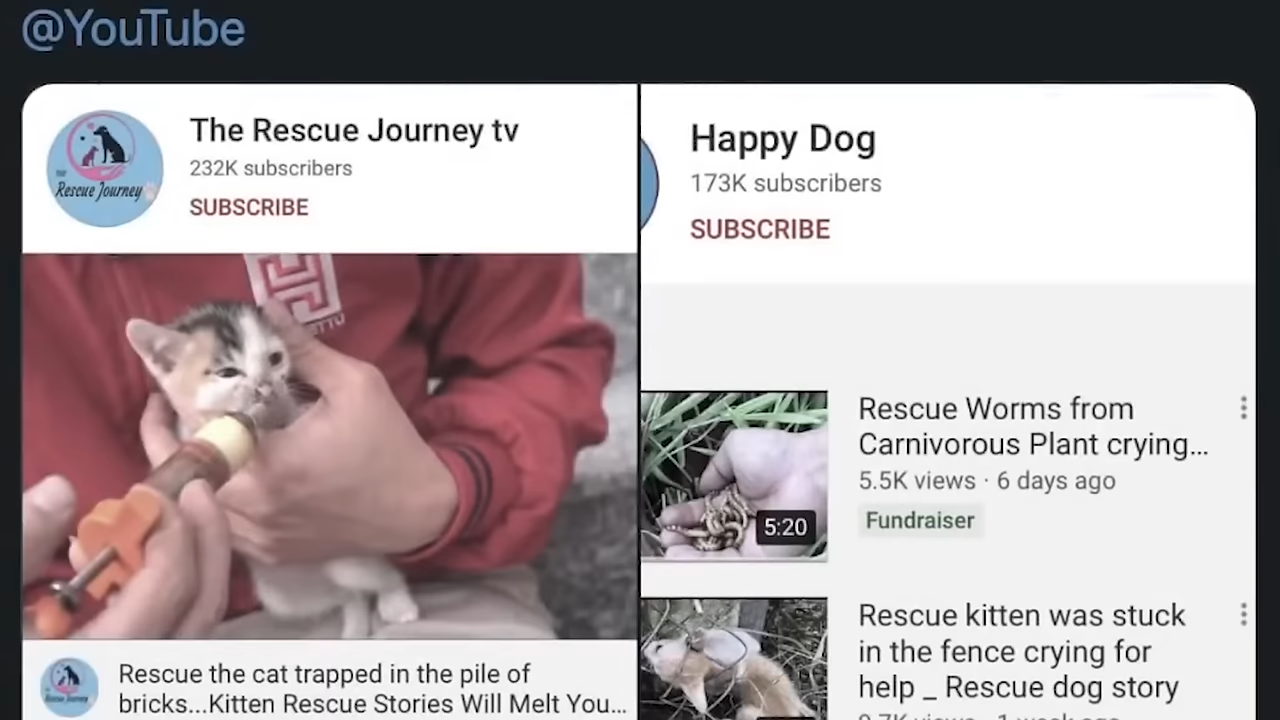 @YouTube
The Rescue Journey tv
232K subscribers
SUBSCRIBE
Rescue Journey
Rescue the cat trapped in the pile of
bricks...Kitten Rescue Stories Will Melt You...
Happy Dog
173K subscribers
SUBSCRIBE
Rescue Worms from
Carnivorous Plant crying...
5.5K views · 6 days ago
Fundraiser
5:20
Rescue kitten was stuck
in the fence crying for
help _ Rescue dog story